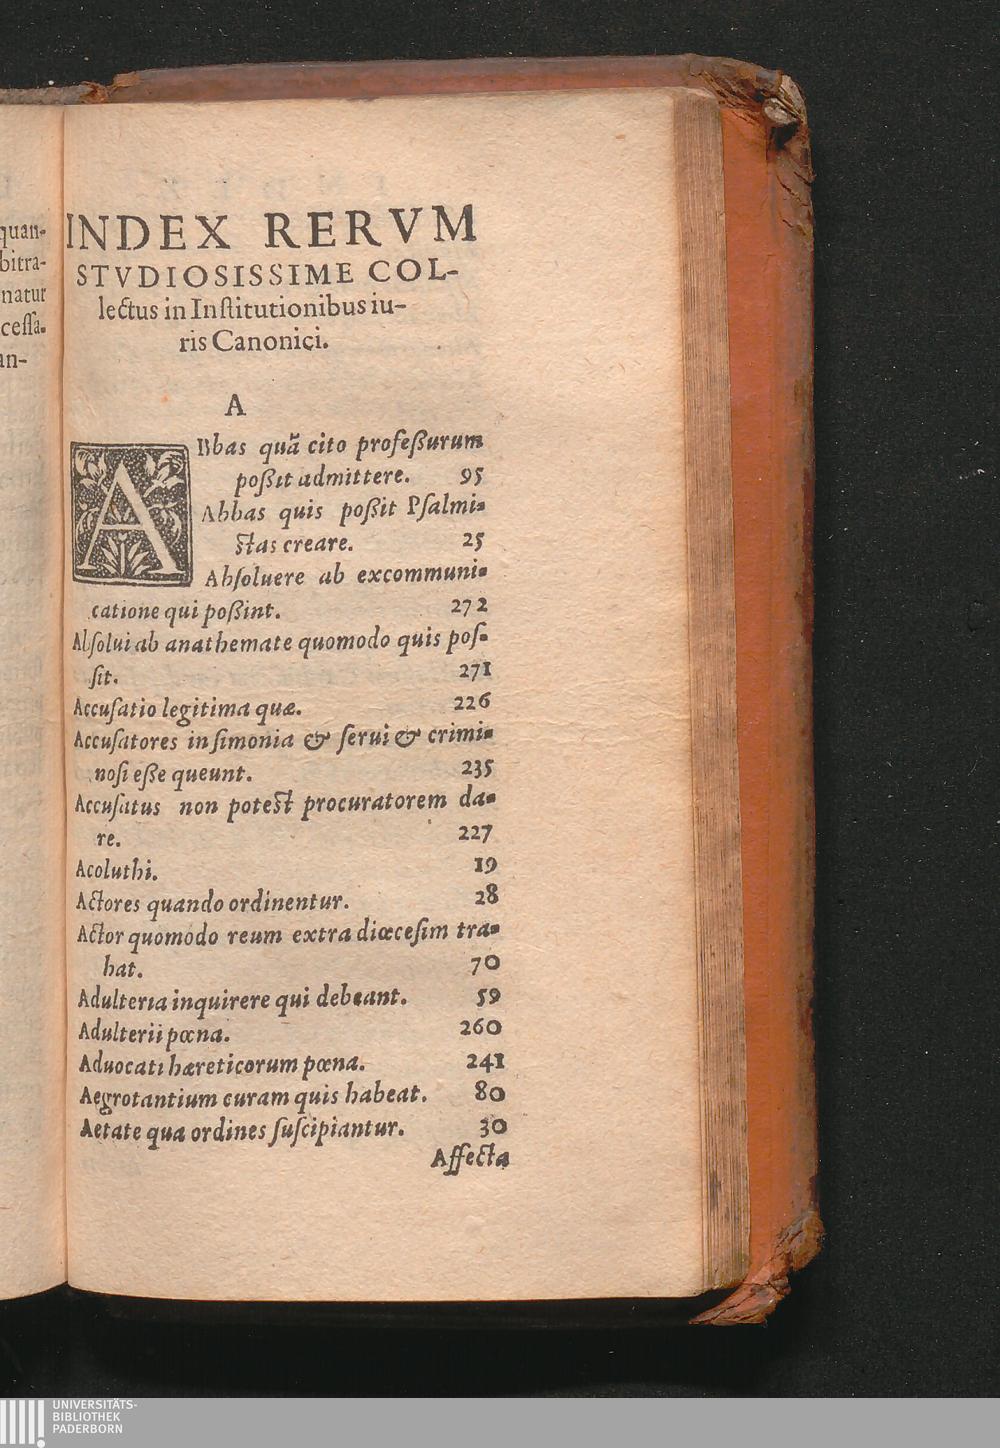 quan-
bitra-
natur
cessa.
an-
INDEX RERVM
STVDIOSISSIME COL-
lectus in Institutionibus iu-
ris Canonici.
A
ABbas quā cito profeßurum
poßit admittere. 95
Abbas quis poßit Psalmi-
stas creare. 25
Absoluere ab excommuni-
catione qui poßint. 272
Absolui ab anathemate quomodo quis pos-
sit. 271
Accusatio legitima quæ. 226
Accusatores in simonia & serui & crimi-
nosi eße queunt. 235
Accusatus non potest procuratorem da-
re. 227
Acoluthi. 19
Actores quando ordinentur. 28
Actor quomodo reum extra diœcesim tra-
hat. 70
Adulteria inquirere qui debeant. 59
Adulterii pœna. 260
Aduocati hæreticorum pœna. 241
Aegrotantium curam quis habeat. 80
Aetate qua ordines suscipiantur. 30
Affecta
UNIVERSITÄTS-
BIBLIOTHEK
PADERBORN